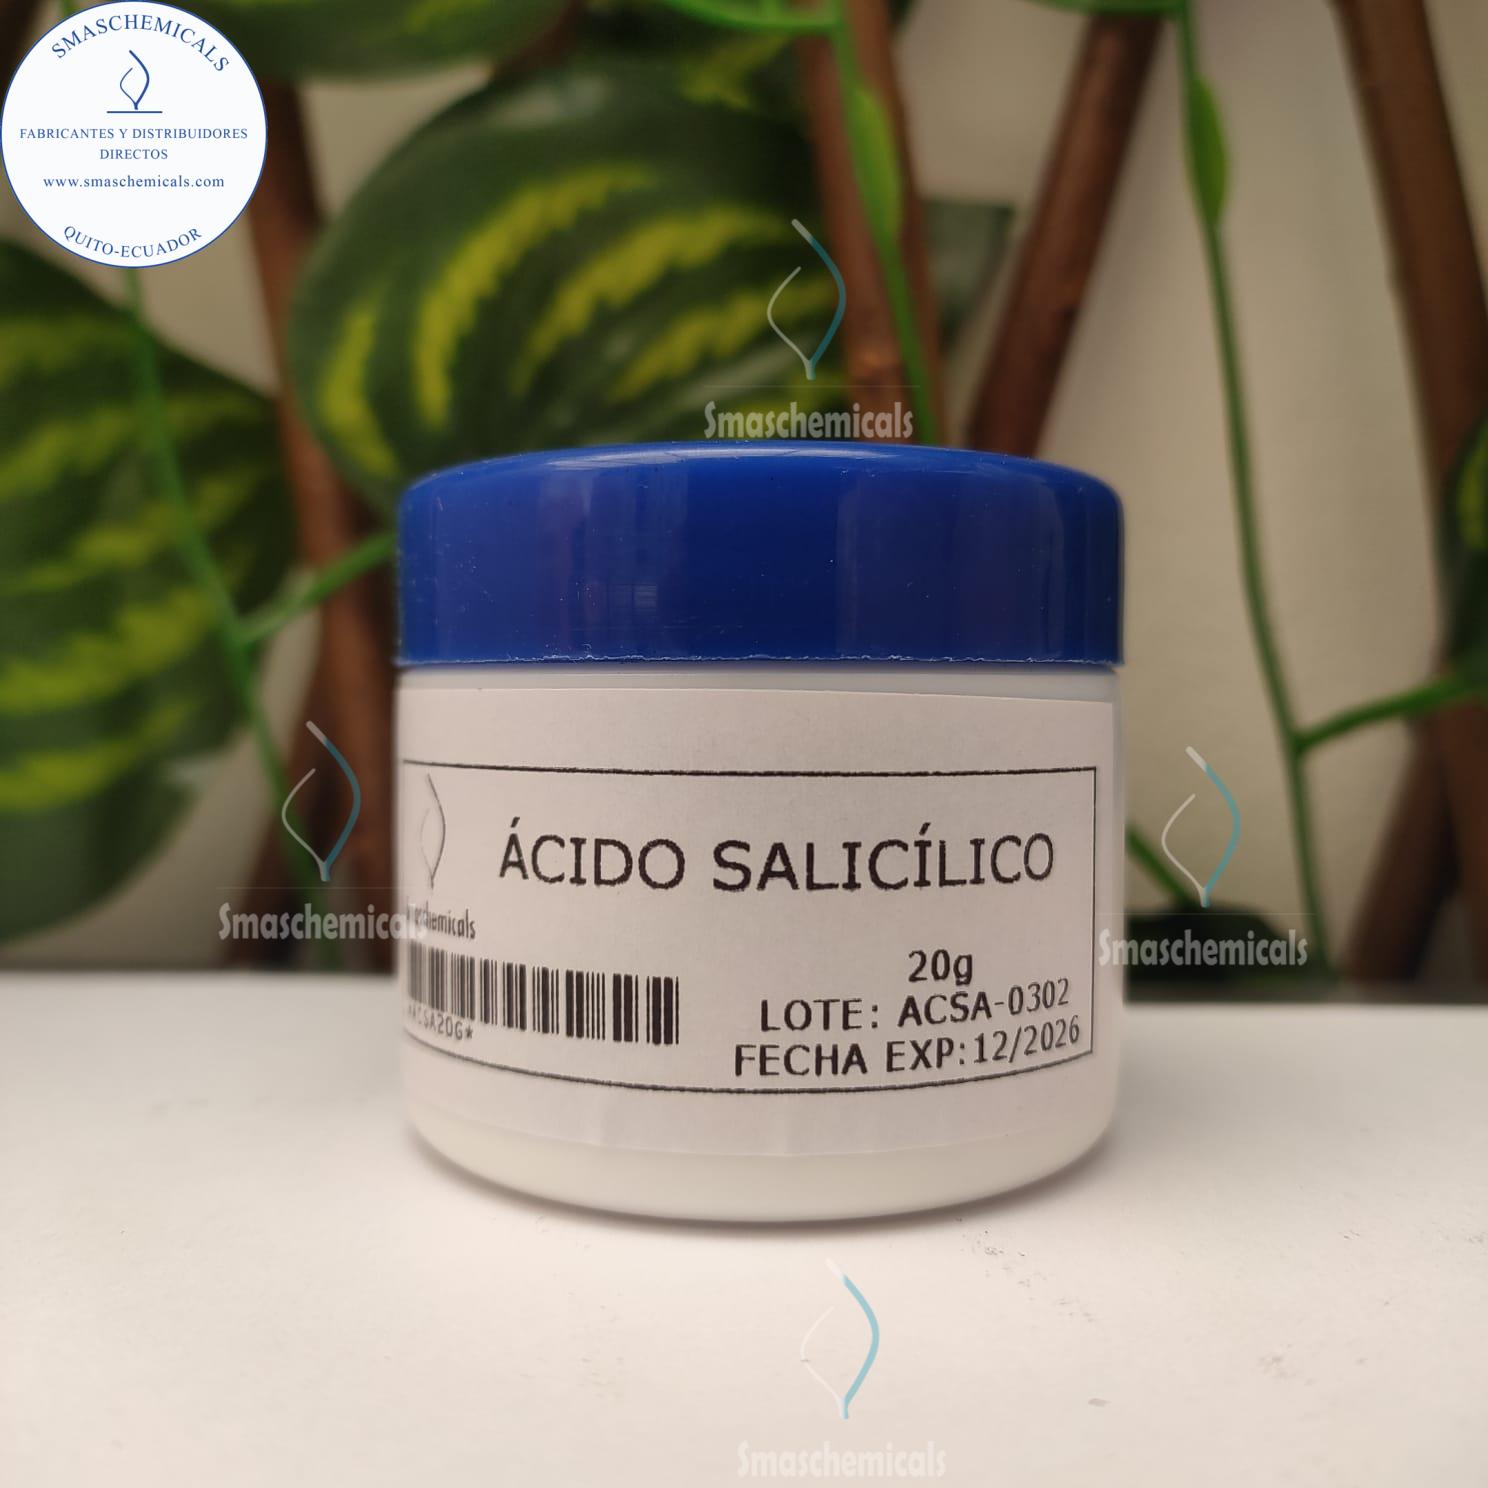 SMASCHEMICALS
FABRICANTES Y DISTRIBUIDORES
DIRECTOS
www.smaschemicals.com
QUITO-ECUADOR
Smaschemicals
ÁCIDO SALICÍLICO
Smaschemicals
Smaschemicals
20g
LOTE: ACSA-0302
FECHA EXP:12/2026
Smaschemicals